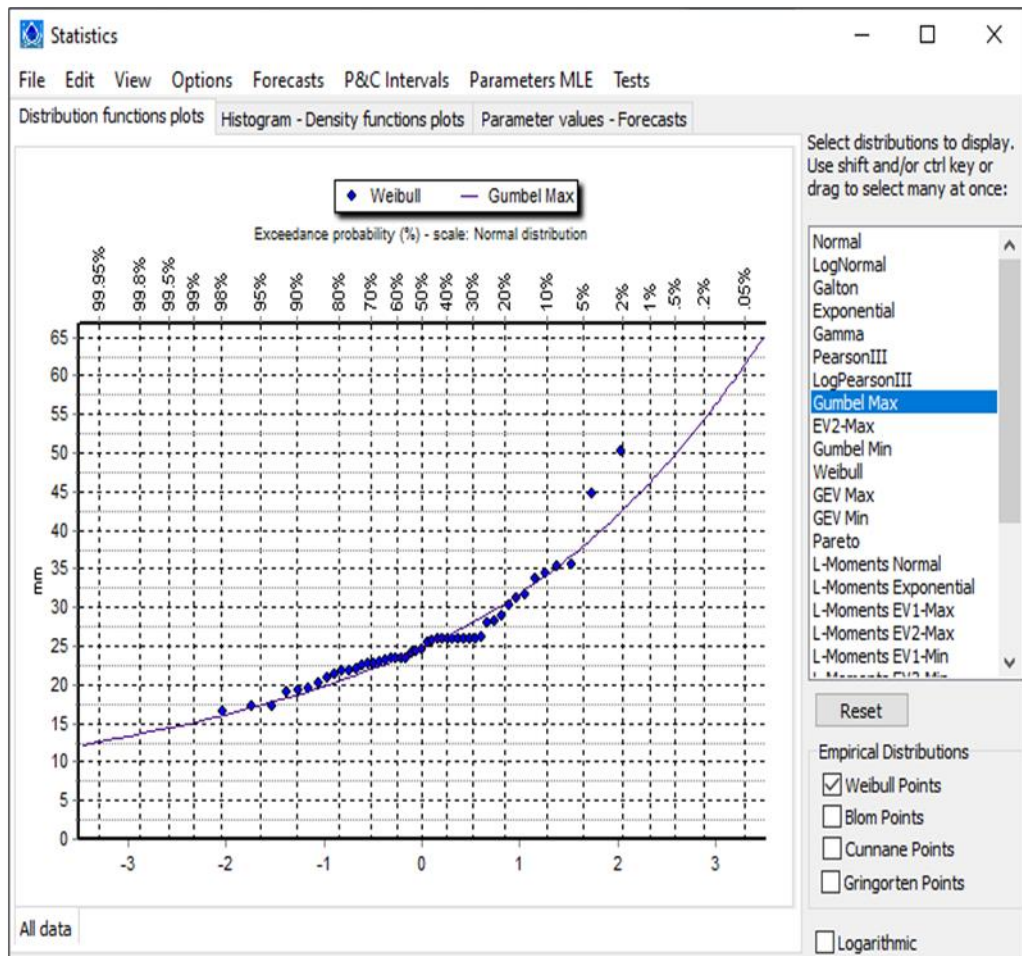 Statistics
File Edit View Options Forecasts P&C Intervals Parameters MLE Tests
Distribution functions plots Histogram - Density functions plots Parameter values - Forecasts
Weibull Gumbel Max
Exceedance probability (%) - scale: Normal distribution
99.95% 99.8% 99.5% 99% 98% 95% 90% 80% 70% 60% 50% 40% 30% 20% 10% 5% 2% 1% .5% .2% .05%
65
60
55
50
45
40
35
30
25
20
15
10
5
0
mm
-3 -2 -1 0 1 2 3
All data
Select distributions to display.
Use shift and/or ctrl key or
drag to select many at once:
Normal
LogNormal
Galton
Exponential
Gamma
PearsonIII
LogPearsonIII
Gumbel Max
EV2-Max
Gumbel Min
Weibull
GEV Max
GEV Min
Pareto
L-Moments Normal
L-Moments Exponential
L-Moments EV1-Max
L-Moments EV2-Max
L-Moments EV1-Min
Reset
Empirical Distributions
Weibull Points
Blom Points
Cunnane Points
Gringorten Points
Logarithmic